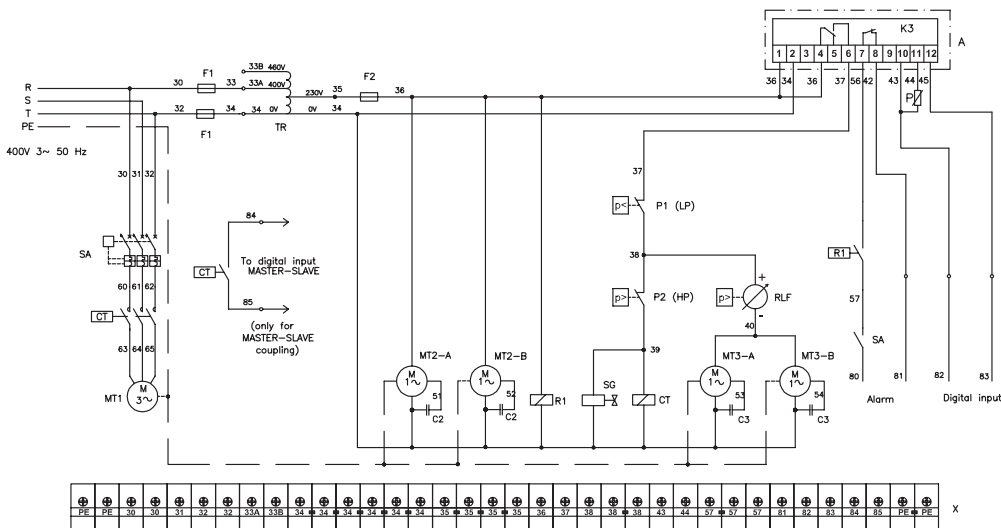 K3
A
1 2 3 4 5 6 7 8 9 10 11 12
36 34 36 37 56 42 43 44 45
P
33B 460V
F1
30 33 33A 400V
R
S
T
PE
230V 35 F2 36
32 34 34 0V 0V 34
F1 TR
400V 3~ 50 Hz
30 31 32
37
p< P1 (LP)
84
SA
To digital input
MASTER-SLAVE
CT
R1
38
60 61 62
P2 (HP)
p>
+
p> RLF
-
57
85
CT
(only for
MASTER-SLAVE
coupling)
40
SA
63 64 65
39
MT2-A MT2-B
MT3-A MT3-B
M
1~
M
1~
M
1~
M
1~
80 81 82 83
MT1
M
3~
51 52
R1
SG
CT
53 54
Alarm Digital input
C2 C2 C3 C3
PE PE 30 30 31 32 32 33A 33B 34 34 34 34 34 34 35 35 35 35 36 37 38 38 38 43 44 57 57 57 81 82 83 84 85 PE PE
X